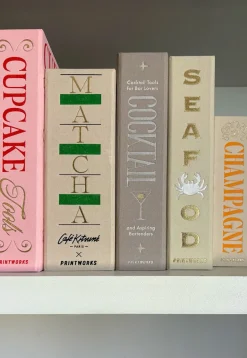 CUPCAKE
Tools
PRINTWORKS
MATCHA
Café Kitsuné
PARIS
×
PRINTWORKS
Cocktail Tools
for Bar Lovers
COCKTAIL
and Aspiring
Bartenders
PRINTWORKS
SEAFOOD
PRINTWORKS
CHAMPAGNE